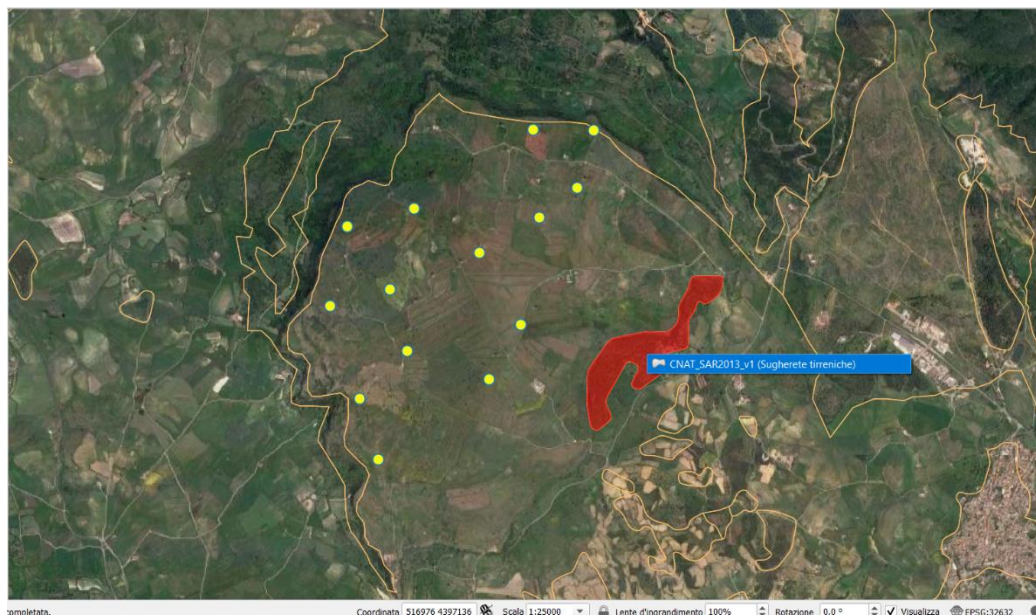 CNAT_SAR2013_v1 (Sugherete tirreniche)
completata. Coordinata 516976 4397136 Scala 1:25000 Lente d'ingrandimento 100% Rotazione 0,0 ° Visualizza EPSG:32632